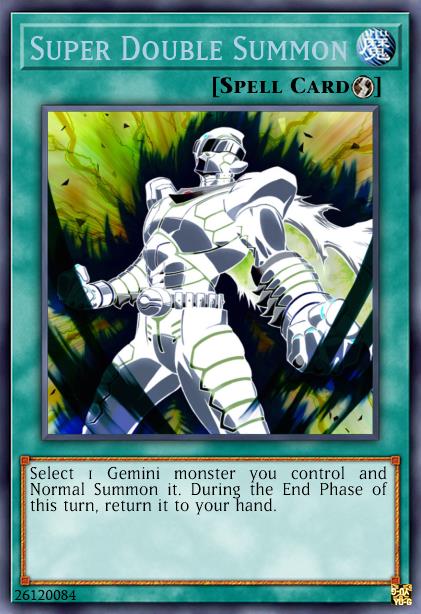 SUPER DOUBLE SUMMON 魔
[SPELL CARD]
Select 1 Gemini monster you control and
Normal Summon it. During the End Phase of
this turn, return it to your hand.
26120084